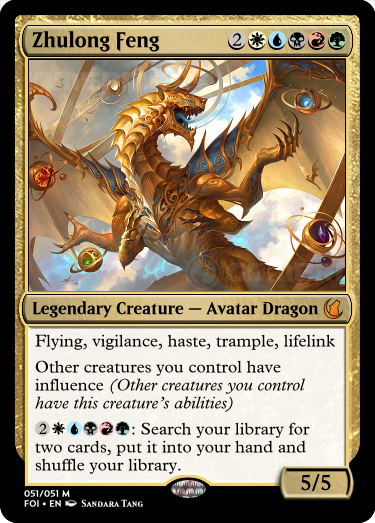 Zhulong Feng 2
Legendary Creature — Avatar Dragon
Flying, vigilance, haste, trample, lifelink
Other creatures you control have
influence (Other creatures you control
have this creature's abilities)
2: Search your library for
two cards, put it into your hand and
shuffle your library.
5/5
051/051 M
FOI • EN Sandara Tang